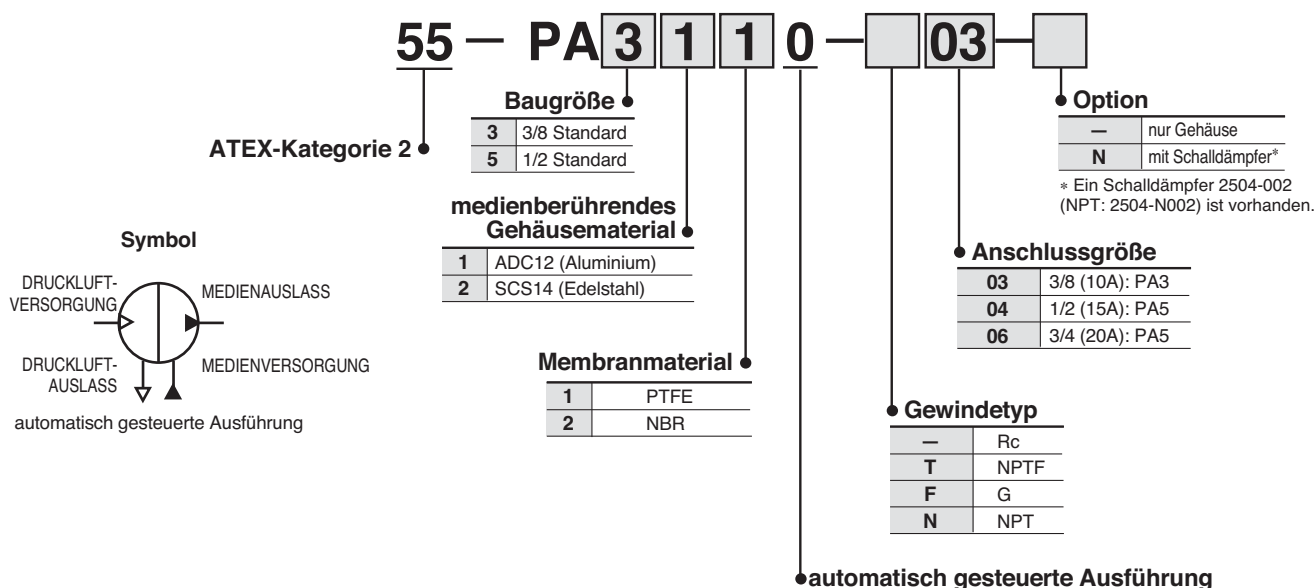 55 — PA 3 1 1 0 — 03 —
Baugröße
3 3/8 Standard
5 1/2 Standard
ATEX-Kategorie 2
Option
— nur Gehäuse
N mit Schalldämpfer*
* Ein Schalldämpfer 2504-002
(NPT: 2504-N002) ist vorhanden.
medienberührendes
Gehäusematerial
1 ADC12 (Aluminium)
2 SCS14 (Edelstahl)
Symbol
DRUCKLUFT-
VERSORGUNG
MEDIENAUSLASS
DRUCKLUFT-
AUSLASS
MEDIENVERSORGUNG
automatisch gesteuerte Ausführung
Anschlussgröße
03 3/8 (10A): PA3
04 1/2 (15A): PA5
06 3/4 (20A): PA5
Membranmaterial
1 PTFE
2 NBR
Gewindetyp
— Rc
T NPTF
F G
N NPT
automatisch gesteuerte Ausführung